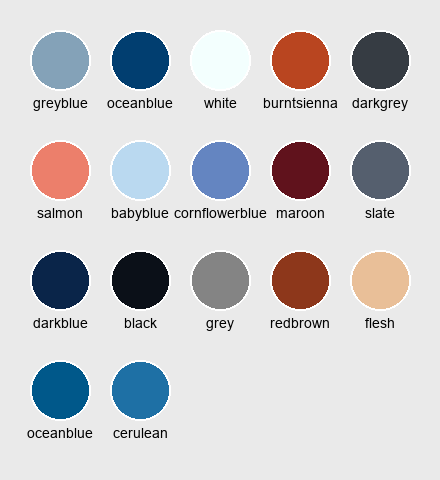 greyblue oceanblue white burntsienna darkgrey
salmon babyblue cornflowerblue maroon slate
darkblue black grey redbrown flesh
oceanblue cerulean